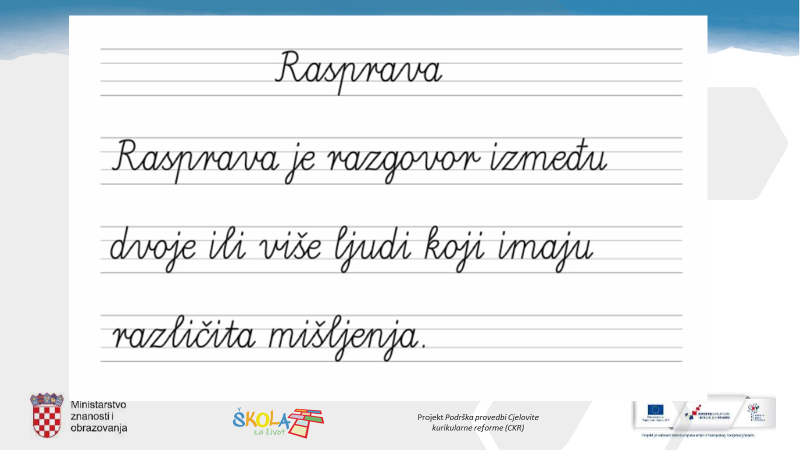 Rasprava
Rasprava je razgovor između
dvoje ili više ljudi koji imaju
različita mišljenja.
Ministarstvo
znanosti i
obrazovanja
ŠKOLA
za život
Projekt Podrška provedbi Cjelovite
kurikularne reforme (CKR)